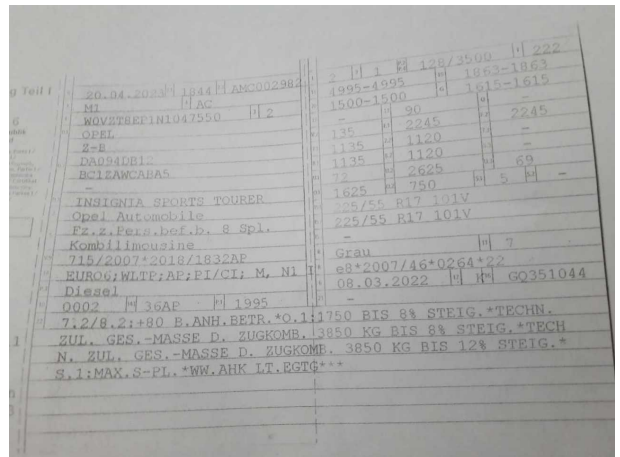 g Teil I
20.04.2023 1844 AMC002982
M1 AC
W0VZT8EP1N1047550 2
OPEL
Z-B
DA094DB12
BC1ZAWCABA5
-
INSIGNIA SPORTS TOURER
Opel Automobile
Fz.z.Pers.bef.b. 8 Spl.
Kombilimousine
715/2007*2018/1832AP
EURO6;WLTP;AP;PI/CI; M, N1 I
Diesel
0002 36AP 1995
2 1 128/3500 222
4995-4995 1863-1863
1500-1500 1615-1615
- 90 -
135 2245 2245
1135 1120 -
1135 1120 -
72 2625 69
1625 750 5 -
225/55 R17 101V
225/55 R17 101V
Grau 7
e8*2007/46*0264*22
08.03.2022 K GQ351044
-
7.2/8.2:+80 B.ANH.BETR.*O.1:1750 BIS 8% STEIG.*TECHN.
ZUL. GES.-MASSE D. ZUGKOMB. 3850 KG BIS 8% STEIG.*TECH
N. ZUL. GES.-MASSE D. ZUGKOMB. 3850 KG BIS 12% STEIG.*
S.1:MAX.S-PL.*WW.AHK LT.EGTG***